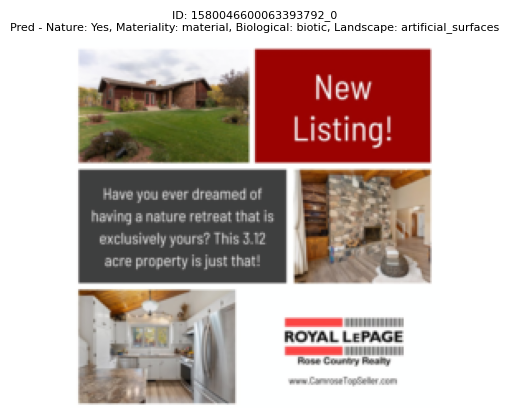 ID: 1580046600063393792_0
Pred - Nature: Yes, Materiality: material, Biological: biotic, Landscape: artificial_surfaces
New
Listing!
Have you ever dreamed of
having a nature retreat that is
exclusively yours? This 3.12
acre property is just that!
ROYAL LEPAGE
Rose Country Realty
www.CamroseTopSeller.com